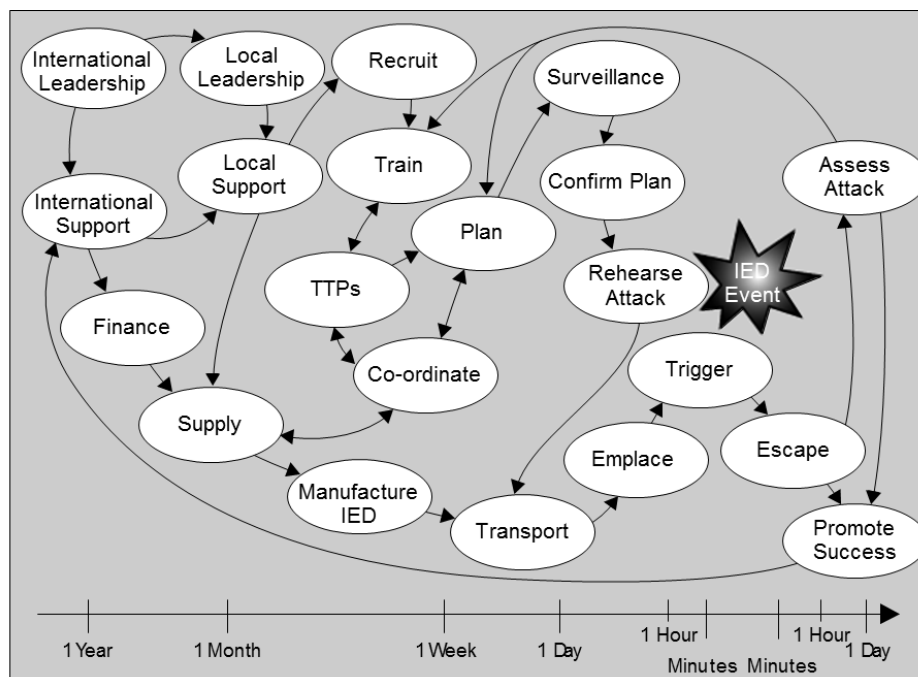 International
Leadership
Local
Leadership
Recruit
Surveillance
International
Support
Local
Support
Train
Confirm Plan
Assess
Attack
Plan
TTPs
Rehearse
Attack
IED
Event
Finance
Co-ordinate
Trigger
Supply
Emplace
Escape
Manufacture
IED
Transport
Promote
Success
1 Year
1 Month
1 Week
1 Day
1 Hour
Minutes
Minutes
1 Hour
1 Day